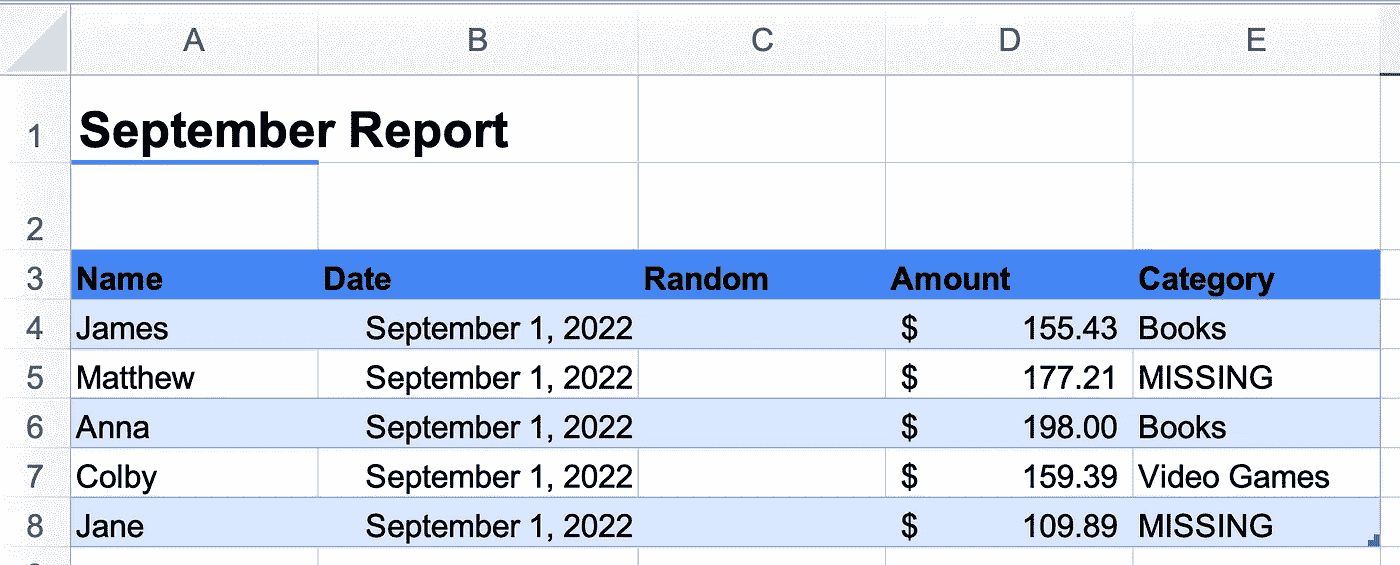 A B C D E
1 September Report
2
3 Name Date Random Amount Category
4 James September 1, 2022 $ 155.43 Books
5 Matthew September 1, 2022 $ 177.21 MISSING
6 Anna September 1, 2022 $ 198.00 Books
7 Colby September 1, 2022 $ 159.39 Video Games
8 Jane September 1, 2022 $ 109.89 MISSING